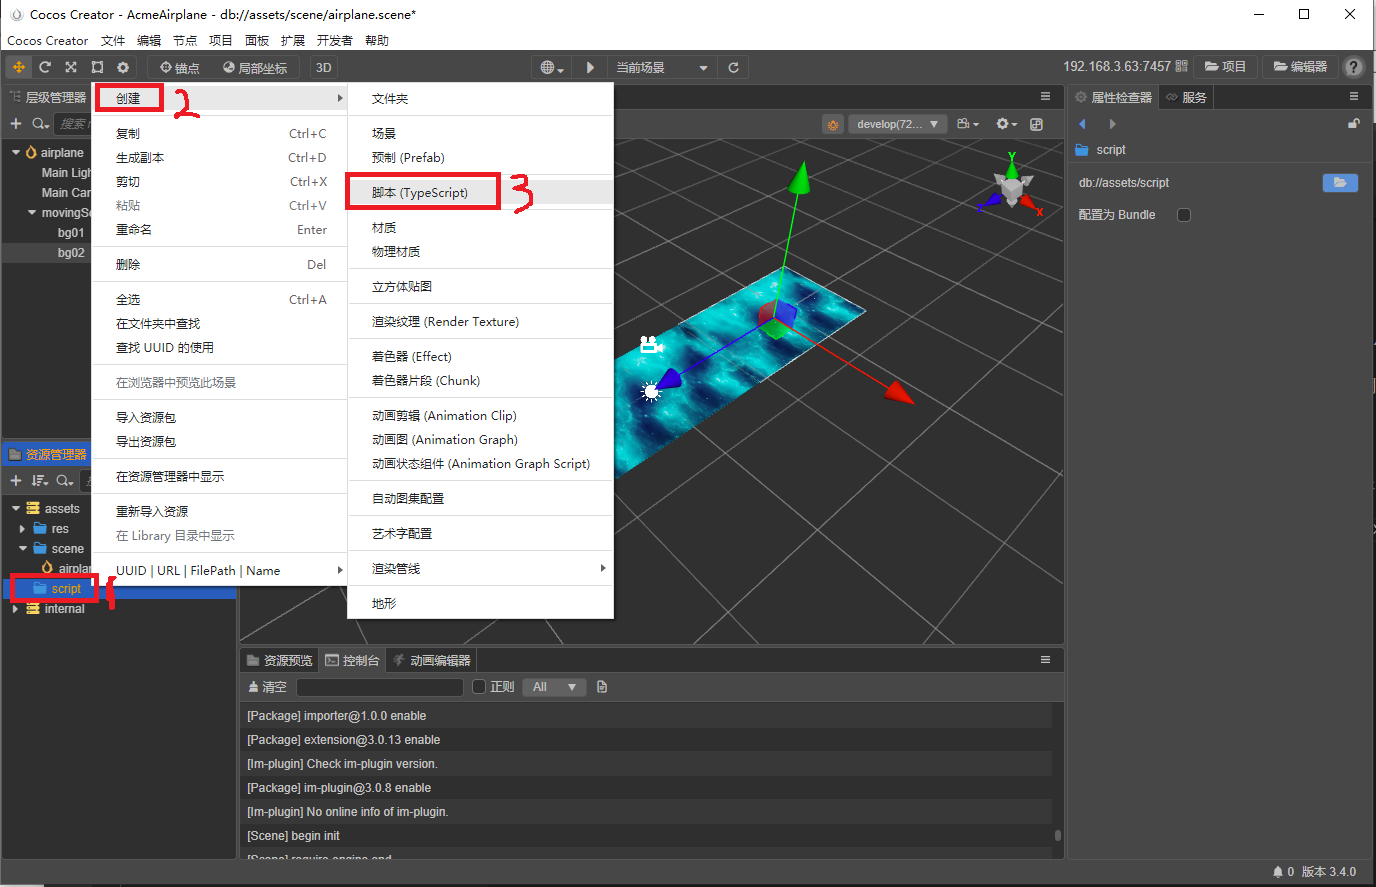 Cocos Creator - AcmeAirplane - db://assets/scene/airplane.scene*
Cocos Creator 文件 编辑 节点 项目 面板 扩展 开发者 帮助
锚点 局部坐标 3D 当前场景 192.168.3.63:7457 项目 编辑器 ?
层级管理器
搜索
airplane
Main Ligh
Main Car
movingSc
bg01
bg02
创建 2
复制 Ctrl+C
生成副本 Ctrl+D
剪切 Ctrl+X
粘贴 Ctrl+V
重命名 Enter
删除 Del
全选 Ctrl+A
在文件夹中查找
查找 UUID 的使用
在浏览器中预览此场景
导入资源包
导出资源包
在资源管理器中显示
重新导入资源
在 Library 目录中显示
UUID | URL | FilePath | Name
文件夹
场景
预制 (Prefab)
脚本 (TypeScript) 3
材质
物理材质
立方体贴图
渲染纹理 (Render Texture)
着色器 (Effect)
着色器片段 (Chunk)
动画剪辑 (Animation Clip)
动画图 (Animation Graph)
动画状态组件 (Animation Graph Script)
自动图集配置
艺术字配置
渲染管线
地形
develop(72...
Y
X
属性检查器 服务
script
db://assets/script
配置为 Bundle
资源管理器
assets
res
scene
airplan
script 1
internal
资源预览 控制台 动画编辑器
清空 正则 All
[Package] importer@1.0.0 enable
[Package] extension@3.0.13 enable
[Im-plugin] Check im-plugin version.
[Package] im-plugin@3.0.8 enable
[Im-plugin] No online info of im-plugin.
[Scene] begin init
[Scene] require engine end
0 版本 3.4.0